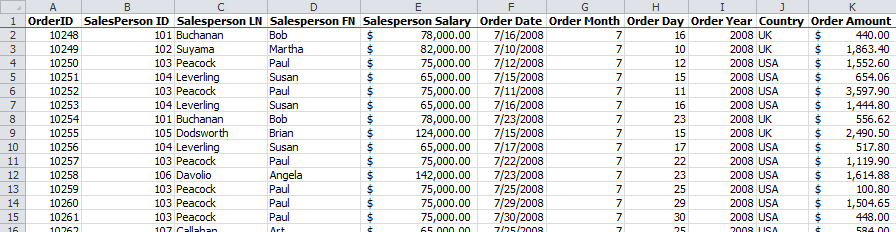 A B C D E F G H I J K
1 OrderID SalesPerson ID Salesperson LN Salesperson FN Salesperson Salary Order Date Order Month Order Day Order Year Country Order Amount
2 10248 101 Buchanan Bob $ 78,000.00 7/16/2008 7 16 2008 UK $ 440.00
3 10249 102 Suyama Martha $ 82,000.00 7/10/2008 7 10 2008 UK $ 1,863.40
4 10250 103 Peacock Paul $ 75,000.00 7/12/2008 7 12 2008 USA $ 1,552.60
5 10251 104 Leverling Susan $ 65,000.00 7/15/2008 7 15 2008 USA $ 654.06
6 10252 103 Peacock Paul $ 75,000.00 7/11/2008 7 11 2008 USA $ 3,597.90
7 10253 104 Leverling Susan $ 65,000.00 7/16/2008 7 16 2008 USA $ 1,444.80
8 10254 101 Buchanan Bob $ 78,000.00 7/23/2008 7 23 2008 UK $ 556.62
9 10255 105 Dodsworth Brian $ 124,000.00 7/15/2008 7 15 2008 UK $ 2,490.50
10 10256 104 Leverling Susan $ 65,000.00 7/17/2008 7 17 2008 USA $ 517.80
11 10257 103 Peacock Paul $ 75,000.00 7/22/2008 7 22 2008 USA $ 1,119.90
12 10258 106 Davolio Angela $ 142,000.00 7/23/2008 7 23 2008 USA $ 1,614.88
13 10259 103 Peacock Paul $ 75,000.00 7/25/2008 7 25 2008 USA $ 100.80
14 10260 103 Peacock Paul $ 75,000.00 7/29/2008 7 29 2008 USA $ 1,504.65
15 10261 103 Peacock Paul $ 75,000.00 7/30/2008 7 30 2008 USA $ 448.00
16 10262 107 Callahan Art $ 65,000.00 7/25/2008 7 25 2008 USA $ 584.00